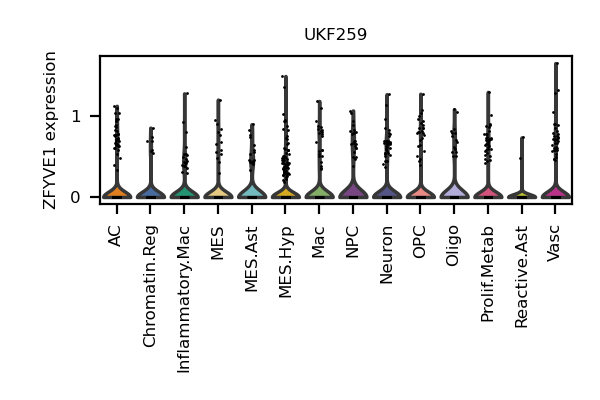 UKF259
ZFYVE1 expression
1
0
AC
Chromatin.Reg
Inflammatory.Mac
MES
MES.Ast
MES.Hyp
Mac
NPC
Neuron
OPC
Oligo
Prolif.Metab
Reactive.Ast
Vasc